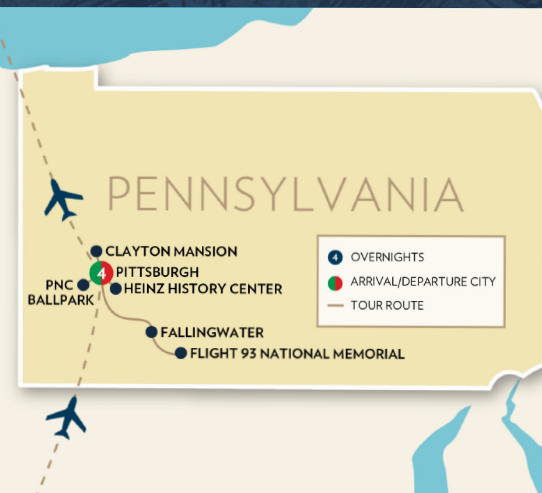 PENNSYLVANIA
CLAYTON MANSION
4 PITTSBURGH
PNC
BALLPARK
HEINZ HISTORY CENTER
FALLINGWATER
FLIGHT 93 NATIONAL MEMORIAL
4 OVERNIGHTS
ARRIVAL/DEPARTURE CITY
TOUR ROUTE